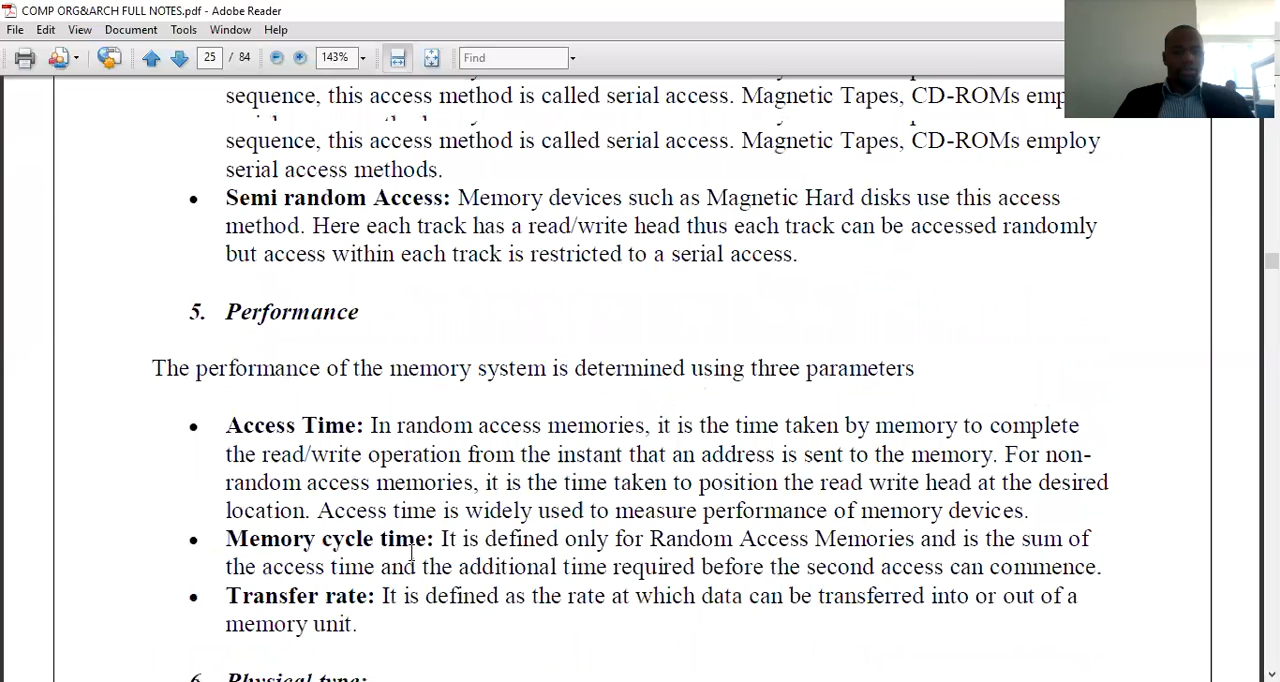 COMP ORG&ARCH FULL NOTES.pdf - Adobe Reader
File Edit View Document Tools Window Help
25 / 84 143% Find
sequence, this access method is called serial access. Magnetic Tapes, CD-ROMs emp
sequence, this access method is called serial access. Magnetic Tapes, CD-ROMs employ
serial access methods.
• Semi random Access: Memory devices such as Magnetic Hard disks use this access
method. Here each track has a read/write head thus each track can be accessed randomly
but access within each track is restricted to a serial access.
5. Performance
The performance of the memory system is determined using three parameters
• Access Time: In random access memories, it is the time taken by memory to complete
the read/write operation from the instant that an address is sent to the memory. For non-
random access memories, it is the time taken to position the read write head at the desired
location. Access time is widely used to measure performance of memory devices.
• Memory cycle time: It is defined only for Random Access Memories and is the sum of
the access time and the additional time required before the second access can commence.
• Transfer rate: It is defined as the rate at which data can be transferred into or out of a
memory unit.
6. Physical type: